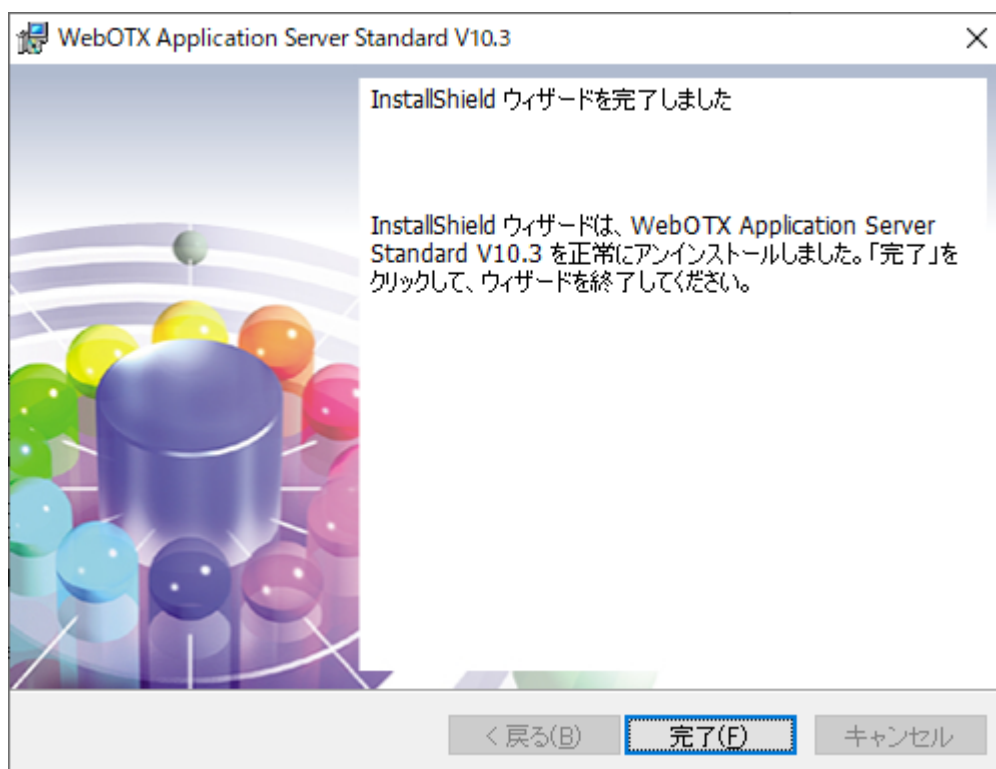 WebOTX Application Server Standard V10.3
InstallShield ウィザードを完了しました
InstallShield ウィザードは、WebOTX Application Server
Standard V10.3 を正常にアンインストールしました。「完了」を
クリックして、ウィザードを終了してください。
< 戻る(B)
完了(F)
キャンセル